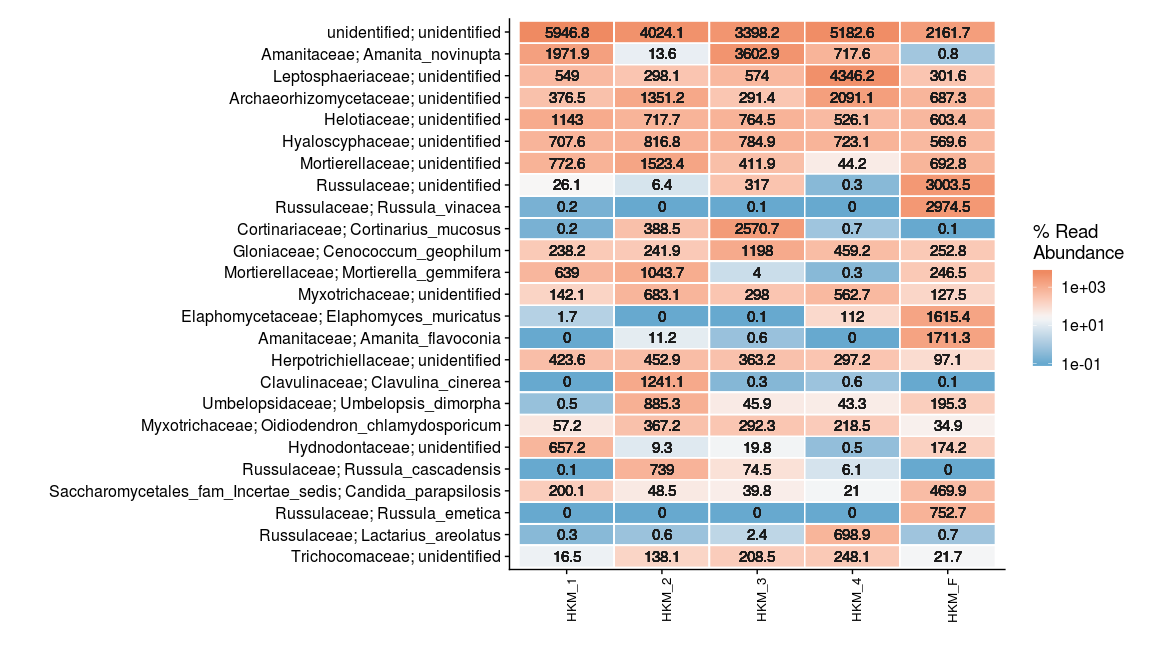 unidentified; unidentified 5946.8 4024.1 3398.2 5182.6 2161.7
Amanitaceae; Amanita_novinupta 1971.9 13.6 3602.9 717.6 0.8
Leptosphaeriaceae; unidentified 549 298.1 574 4346.2 301.6
Archaeorhizomycetaceae; unidentified 376.5 1351.2 291.4 2091.1 687.3
Helotiaceae; unidentified 1143 717.7 764.5 526.1 603.4
Hyaloscyphaceae; unidentified 707.6 816.8 784.9 723.1 569.6
Mortierellaceae; unidentified 772.6 1523.4 411.9 44.2 692.8
Russulaceae; unidentified 26.1 6.4 317 0.3 3003.5
Russulaceae; Russula_vinacea 0.2 0 0.1 0 2974.5
Cortinariaceae; Cortinarius_mucosus 0.2 388.5 2570.7 0.7 0.1
Gloniaceae; Cenococcum_geophilum 238.2 241.9 1198 459.2 252.8
Mortierellaceae; Mortierella_gemmifera 639 1043.7 4 0.3 246.5
Myxotrichaceae; unidentified 142.1 683.1 298 562.7 127.5
Elaphomycetaceae; Elaphomyces_muricatus 1.7 0 0.1 112 1615.4
Amanitaceae; Amanita_flavoconia 0 11.2 0.6 0 1711.3
Herpotrichiellaceae; unidentified 423.6 452.9 363.2 297.2 97.1
Clavulinaceae; Clavulina_cinerea 0 1241.1 0.3 0.6 0.1
Umbelopsidaceae; Umbelopsis_dimorpha 0.5 885.3 45.9 43.3 195.3
Myxotrichaceae; Oidiodendron_chlamydosporicum 57.2 367.2 292.3 218.5 34.9
Hydnodontaceae; unidentified 657.2 9.3 19.8 0.5 174.2
Russulaceae; Russula_cascadensis 0.1 739 74.5 6.1 0
Saccharomycetales_fam_Incertae_sedis; Candida_parapsilosis 200.1 48.5 39.8 21 469.9
Russulaceae; Russula_emetica 0 0 0 0 752.7
Russulaceae; Lactarius_areolatus 0.3 0.6 2.4 698.9 0.7
Trichocomaceae; unidentified 16.5 138.1 208.5 248.1 21.7
HKM_1 HKM_2 HKM_3 HKM_4 HKM_F
% Read
Abundance
1e+03
1e+01
1e-01